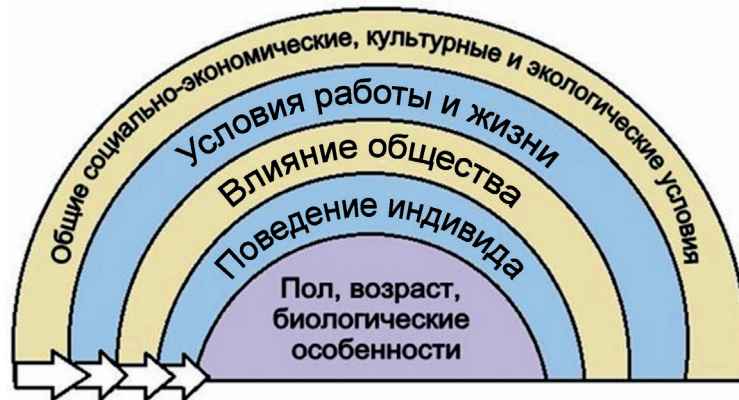 Общие социально-экономические, культурные и экологические условия
Условия работы и жизни
Влияние общества
Поведение индивида
Пол, возраст,
биологические
особенности